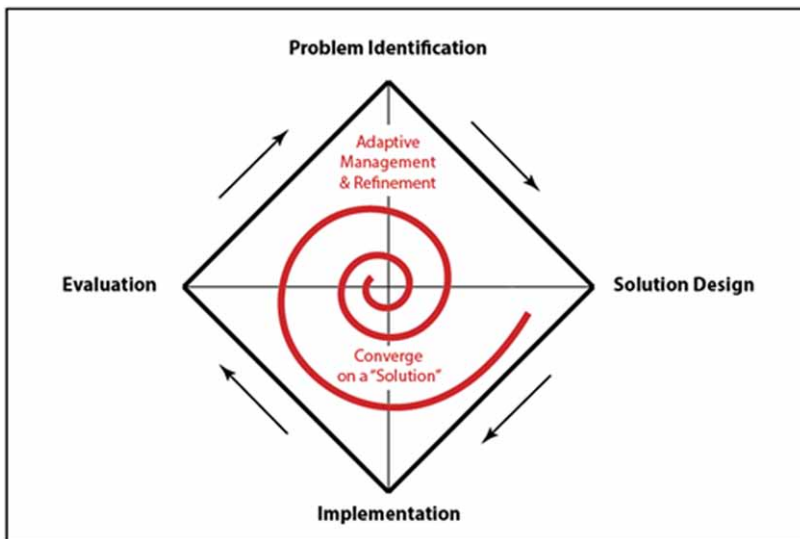 Problem Identification
Adaptive
Management
& Refinement
Evaluation
Solution Design
Converge
on a "Solution"
Implementation